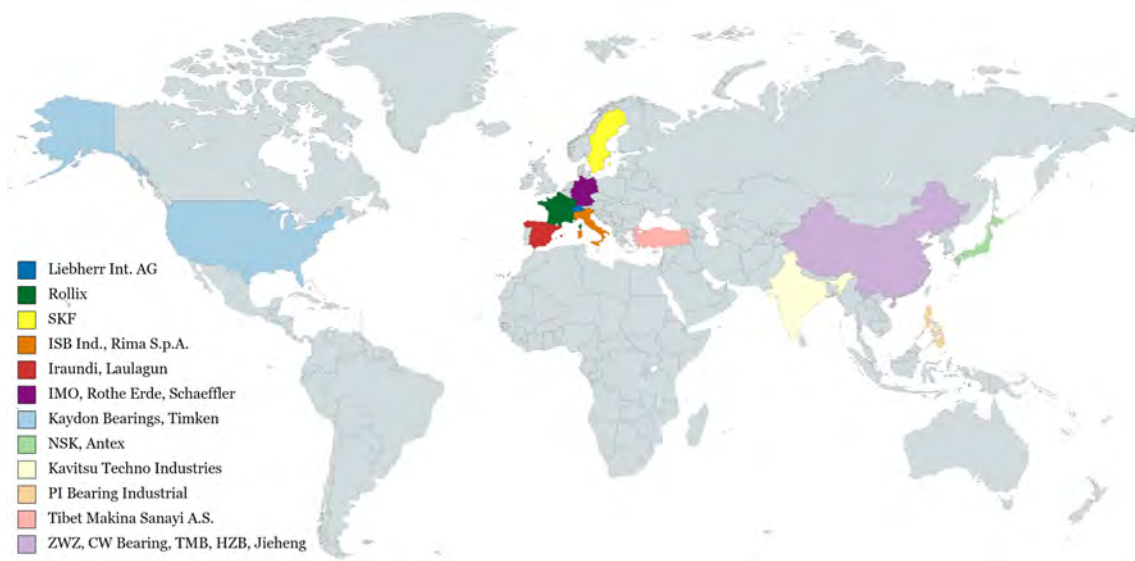 Liebherr Int. AG
Rollix
SKF
ISB Ind., Rima S.p.A.
Iraundi, Laulagun
IMO, Rothe Erde, Schaeffler
Kaydon Bearings, Timken
NSK, Antex
Kavitsu Techno Industries
PI Bearing Industrial
Tibet Makina Sanayi A.S.
ZWZ, CW Bearing, TMB, HZB, Jieheng